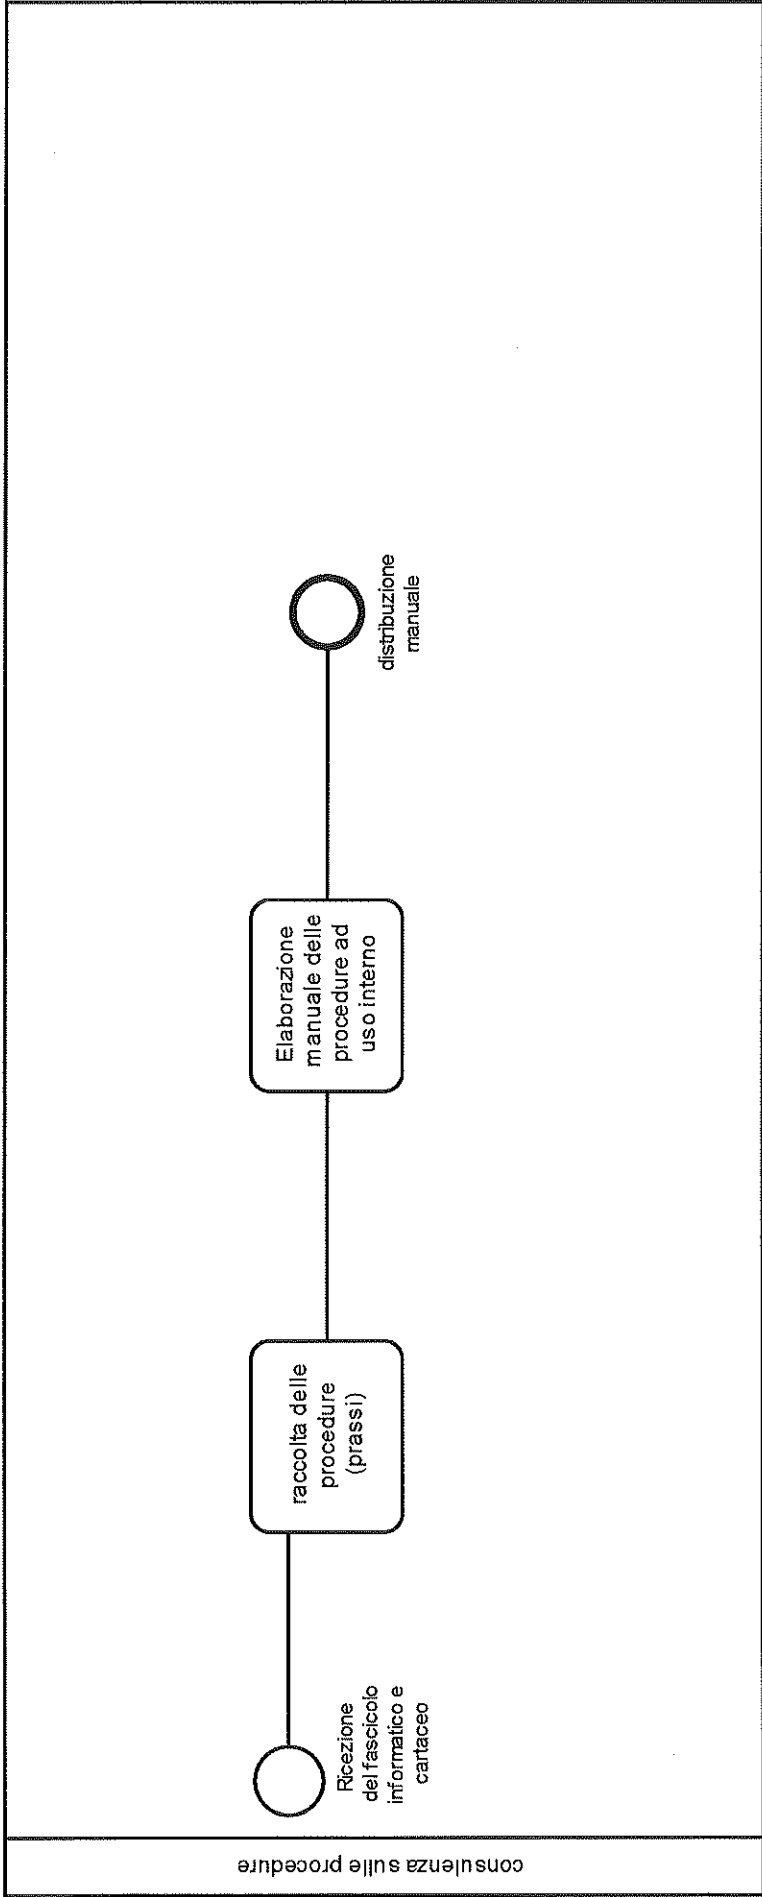 consulenza sulle procedure
Ricezione
del fascicolo
informatico e
cartaceo
raccolta delle
procedure
(prassi)
Elaborazione
manuale delle
procedure ad
uso interno
distribuzione
manuale